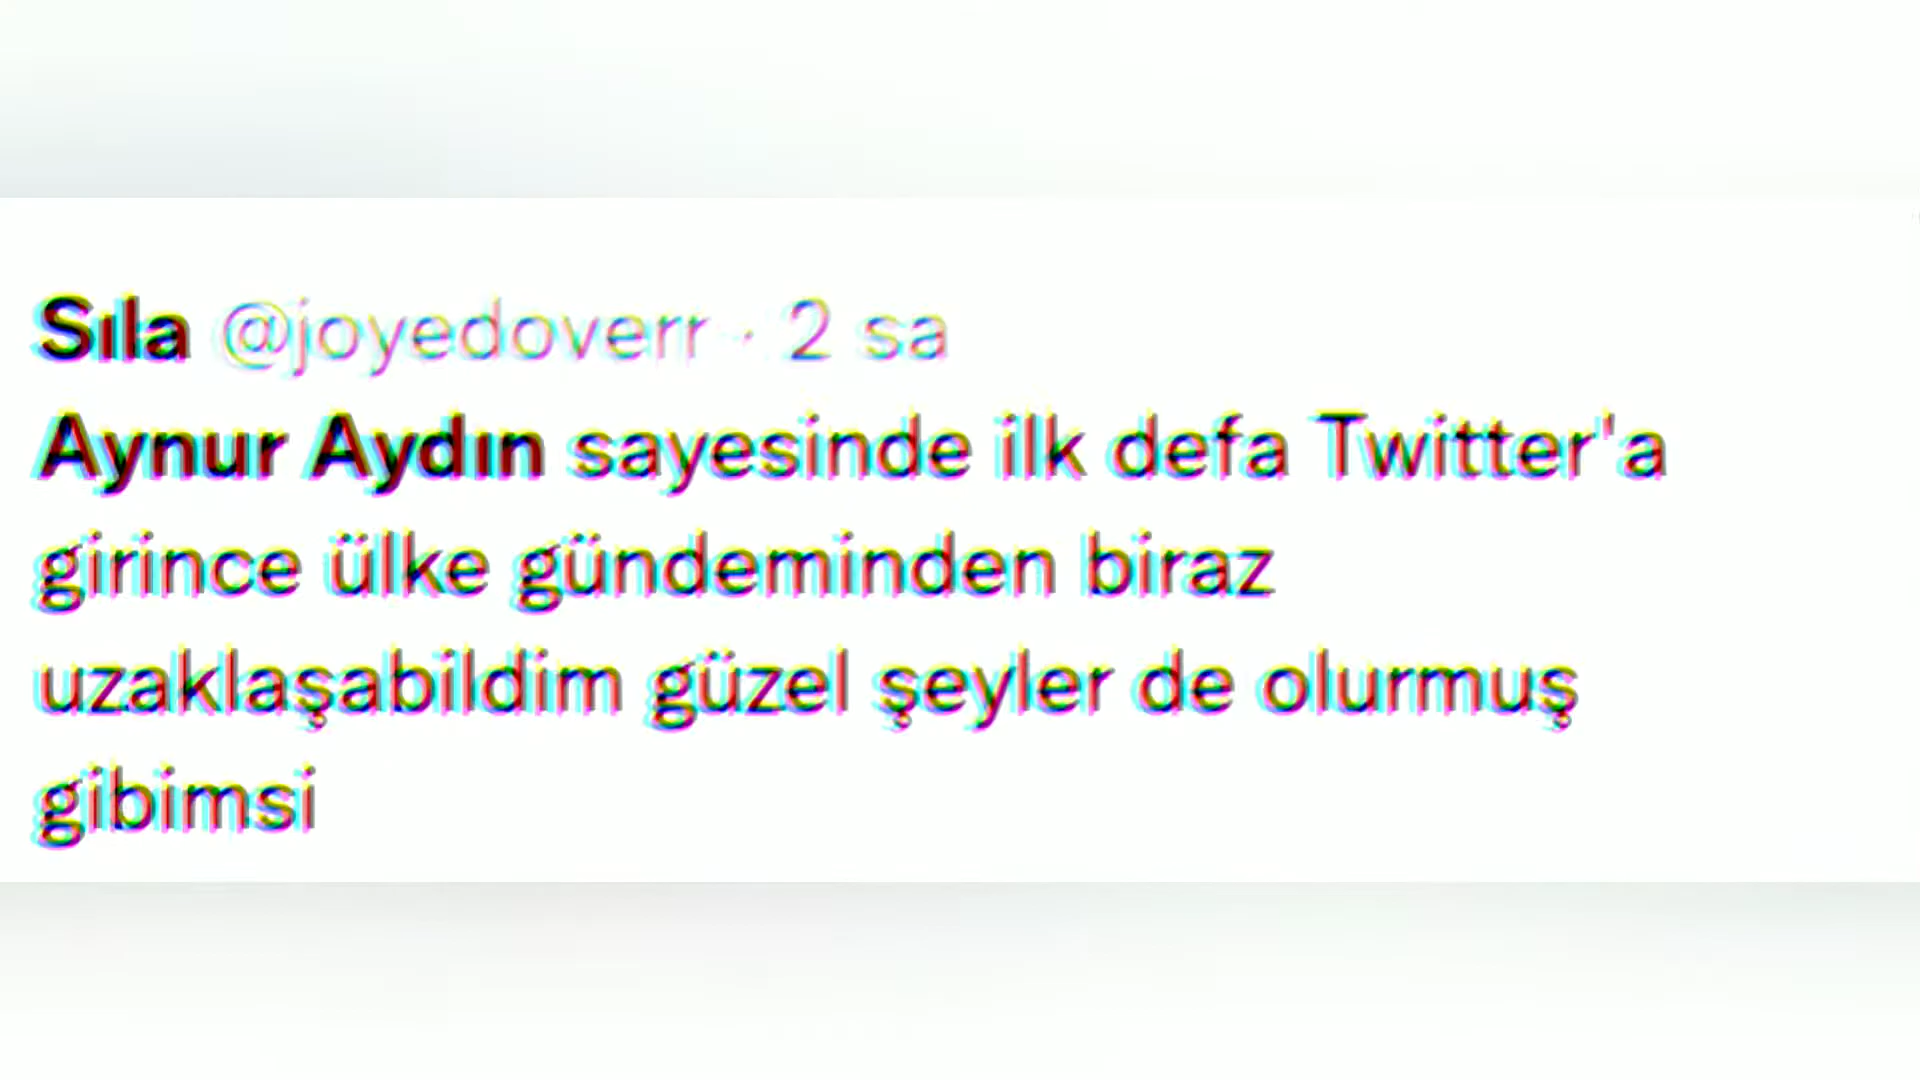 Sıla @joyedoverr · 2 sa
Aynur Aydın sayesinde ilk defa Twitter'a
girince ülke gündeminden biraz
uzaklaşabildim güzel şeyler de olurmuş
gibimsi